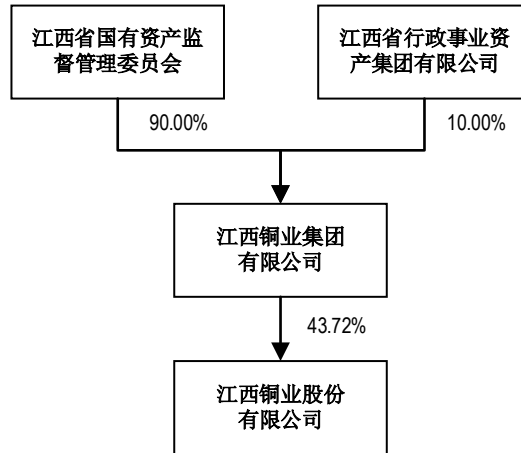 江西省国有资产监
督管理委员会
江西省行政事业资
产集团有限公司
90.00%
10.00%
江西铜业集团
有限公司
43.72%
江西铜业股份
有限公司